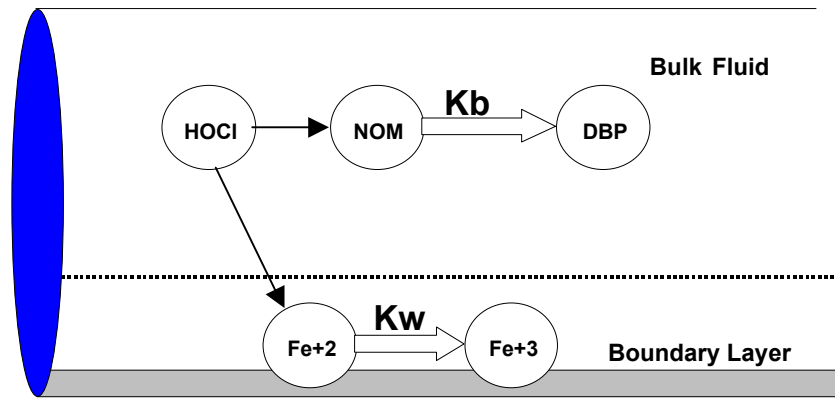 Bulk Fluid
Kb
HOCl
NOM
DBP
Kw
Fe+2
Fe+3
Boundary Layer